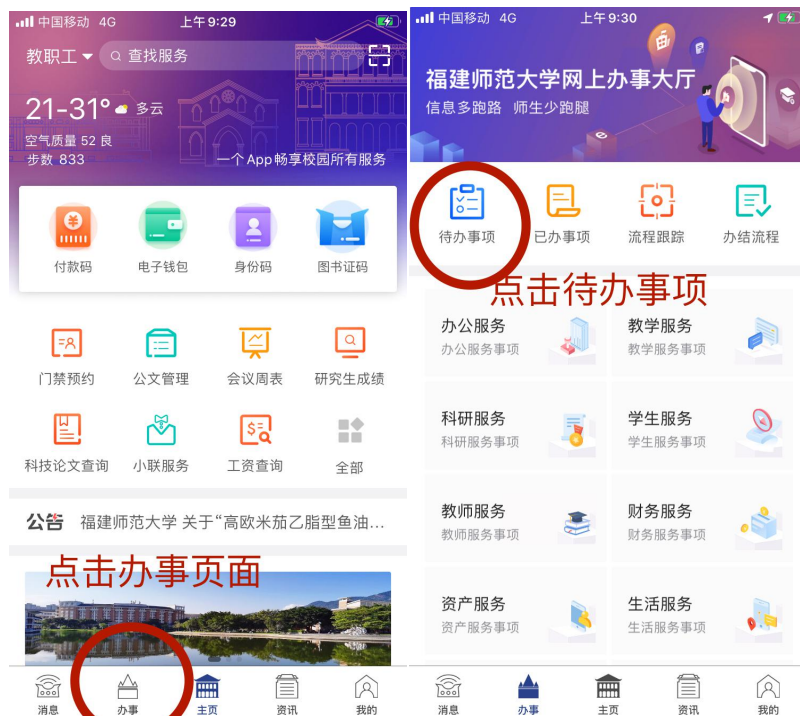 中国移动 4G 上午9:29
教职工 查找服务
21-31° 多云
空气质量 52 良
步数 833
一个App畅享校园所有服务
付款码 电子钱包 身份码 图书证码
门禁预约 公文管理 会议周表 研究生成绩
科技论文查询 小联服务 工资查询 全部
公告 福建师范大学 关于“高欧米茄乙脂型鱼油...
点击办事页面
消息 办事 主页 资讯 我的
中国移动 4G 上午9:30
福建师范大学网上办事大厅
信息多跑路 师生少跑腿
待办事项 已办事项 流程跟踪 办结流程
点击待办事项
办公服务 教学服务
办公服务事项 教学服务事项
科研服务 学生服务
科研服务事项 学生服务事项
教师服务 财务服务
教师服务事项 财务服务事项
资产服务 生活服务
资产服务事项 生活服务事项
消息 办事 主页 资讯 我的